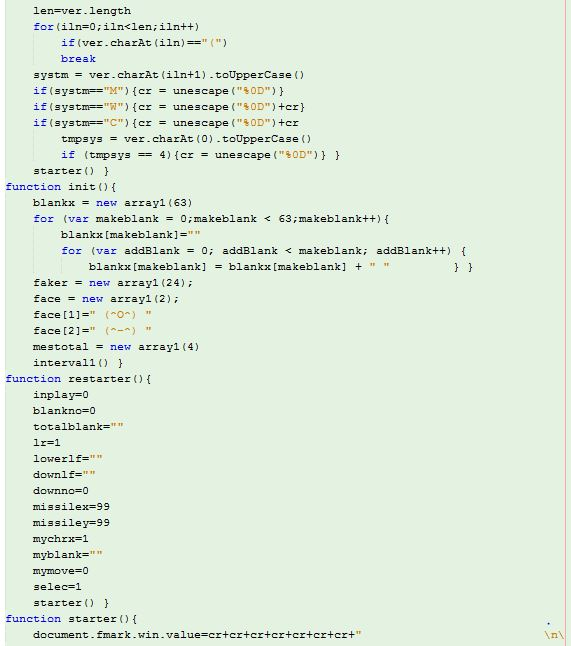 len=ver.length
for(iln=0;iln<len;iln++)
if(ver.charAt(iln)=="(")
break
systm = ver.charAt(iln+1).toUpperCase()
if(systm=="M"){cr = unescape("%0D")}
if(systm=="W"){cr = unescape("%0D")+cr}
if(systm=="C"){cr = unescape("%0D")+cr
tmpsys = ver.charAt(0).toUpperCase()
if (tmpsys == 4){cr = unescape("%0D")} }
starter() }
function init(){
blankx = new array1(63)
for (var makeblank = 0;makeblank < 63;makeblank++){
blankx[makeblank]=""
for (var addBlank = 0; addBlank < makeblank; addBlank++) {
blankx[makeblank] = blankx[makeblank] + " " } }
faker = new array1(24);
face = new array1(2);
face[1]=" (^O^) "
face[2]=" (^-^) "
mestotal = new array1(4)
interval1() }
function restarter(){
inplay=0
blankno=0
totalblank=""
lr=1
lowerlf=""
downlf=""
downno=0
missilex=99
missiley=99
mychrx=1
myblank=""
mymove=0
selec=1
starter() }
function starter(){
document.fmark.win.value=cr+cr+cr+cr+cr+cr+cr+" \n\